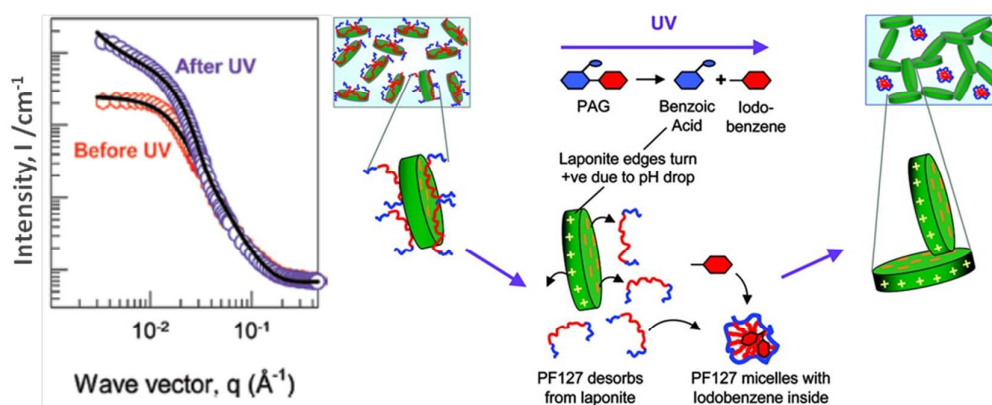 Intensity, I /cm⁻¹
After UV
Before UV
10⁻²
10⁻¹
Wave vector, q (Å⁻¹)
UV
PAG
Benzoic
Acid
+
Iodo-
benzene
Laponite edges turn
+ve due to pH drop
PF127 desorbs
from laponite
PF127 micelles with
Iodobenzene inside